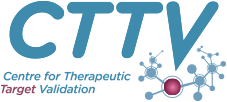 CTTV
Centre for Therapeutic
Target Validation